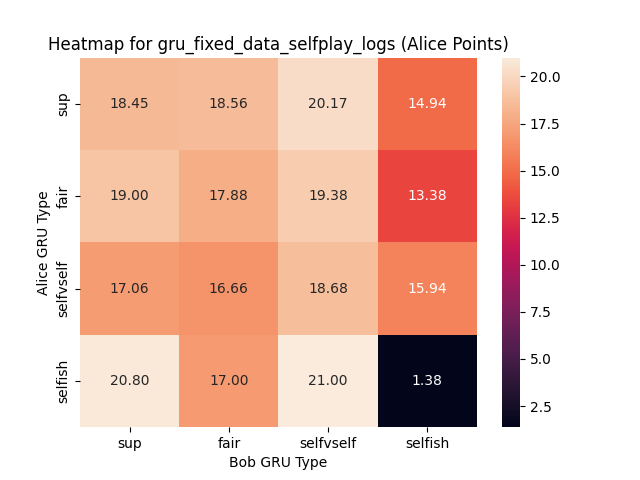 Heatmap for gru_fixed_data_selfplay_logs (Alice Points)
Alice GRU Type
sup
fair
selfvself
selfish
18.45 18.56 20.17 14.94
19.00 17.88 19.38 13.38
17.06 16.66 18.68 15.94
20.80 17.00 21.00 1.38
sup fair selfvself selfish
Bob GRU Type
20.0
17.5
15.0
12.5
10.0
7.5
5.0
2.5